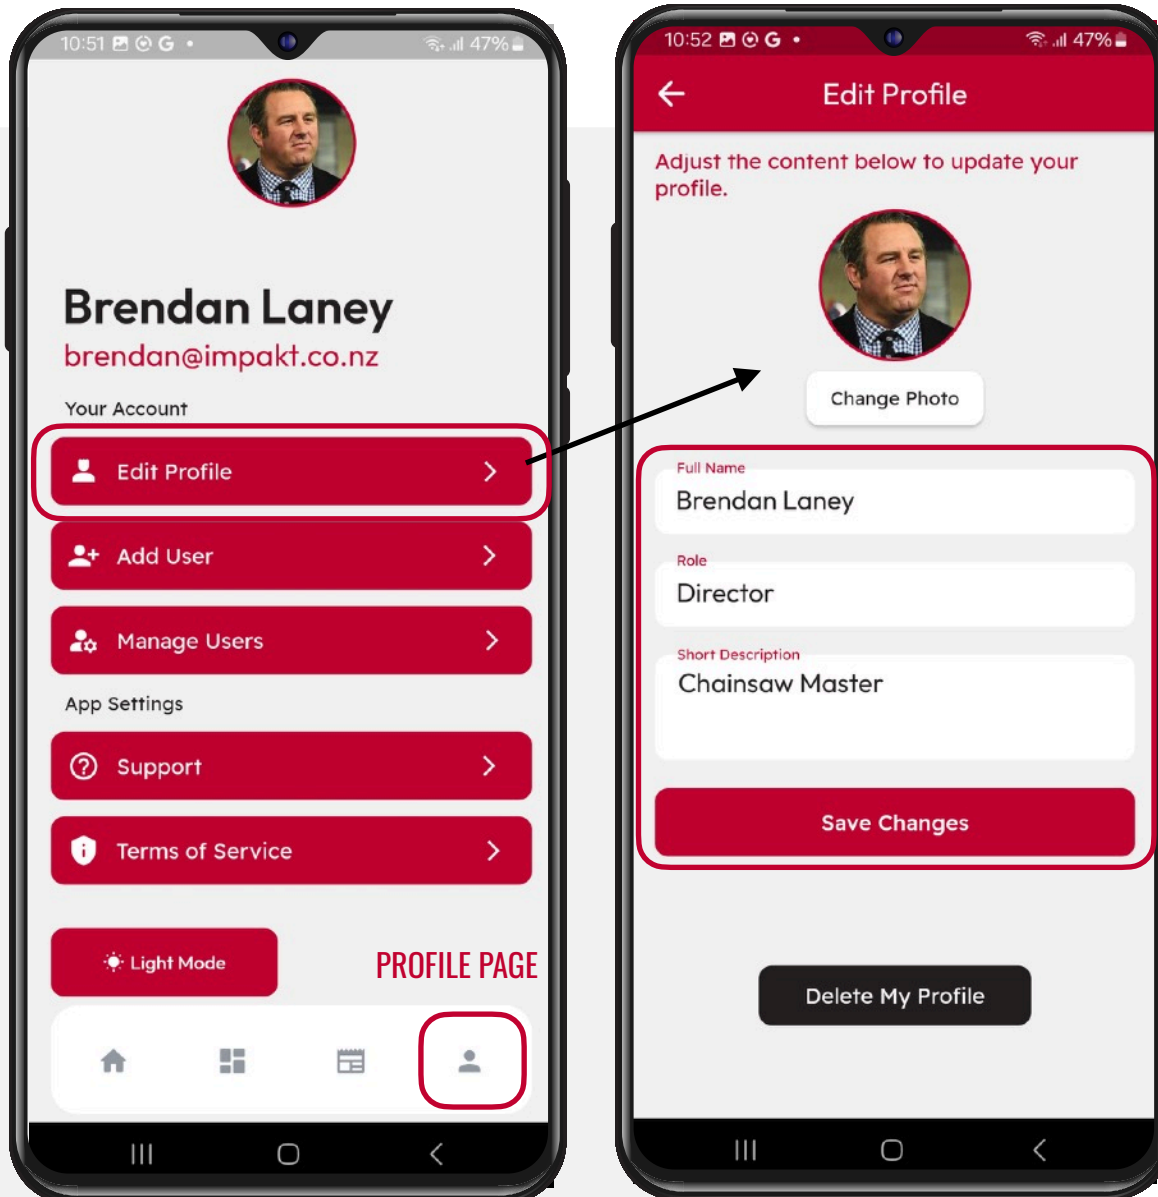 10:51 G •
47%
Brendan Laney
brendan@impakt.co.nz
Your Account
Edit Profile
Add User
Manage Users
App Settings
Support
Terms of Service
Light Mode
PROFILE PAGE
10:52 G •
47%
Edit Profile
Adjust the content below to update your
profile.
Change Photo
Full Name
Brendan Laney
Role
Director
Short Description
Chainsaw Master
Save Changes
Delete My Profile